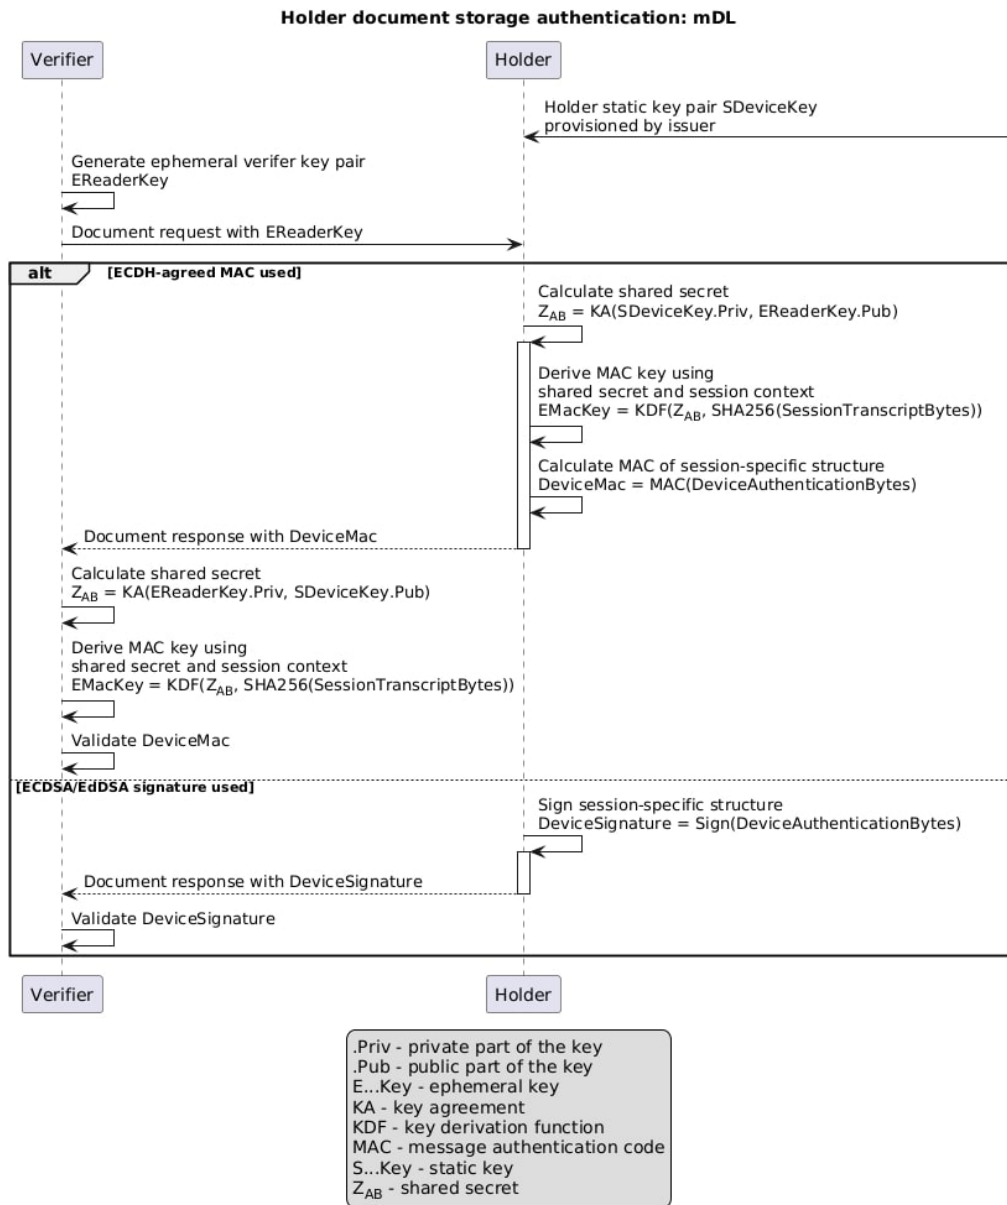 Holder document storage authentication: mDL
Verifier
Holder
Holder static key pair SDeviceKey
provisioned by issuer
Generate ephemeral verifer key pair
EReaderKey
Document request with EReaderKey
alt
[ECDH-agreed MAC used]
Calculate shared secret
Z_AB = KA(SDeviceKey.Priv, EReaderKey.Pub)
Derive MAC key using
shared secret and session context
EMacKey = KDF(Z_AB, SHA256(SessionTranscriptBytes))
Calculate MAC of session-specific structure
DeviceMac = MAC(DeviceAuthenticationBytes)
Document response with DeviceMac
Calculate shared secret
Z_AB = KA(EReaderKey.Priv, SDeviceKey.Pub)
Derive MAC key using
shared secret and session context
EMacKey = KDF(Z_AB, SHA256(SessionTranscriptBytes))
Validate DeviceMac
[ECDSA/EdDSA signature used]
Sign session-specific structure
DeviceSignature = Sign(DeviceAuthenticationBytes)
Document response with DeviceSignature
Validate DeviceSignature
Verifier
Holder
.Priv - private part of the key
.Pub - public part of the key
E...Key - ephemeral key
KA - key agreement
KDF - key derivation function
MAC - message authentication code
S...Key - static key
Z_AB - shared secret